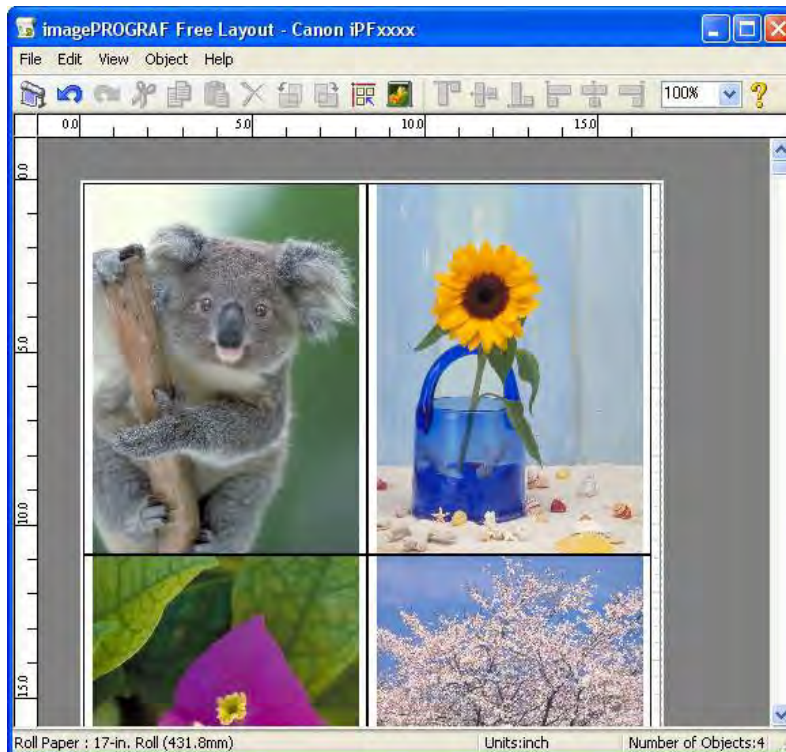 imagePROGRAF Free Layout - Canon iPFxxxx
File Edit View Object Help
100%
0.0 5.0 10.0 15.0
0.0
5.0
10.0
15.0
Roll Paper : 17-in. Roll (431.8mm) Units:inch Number of Objects:4